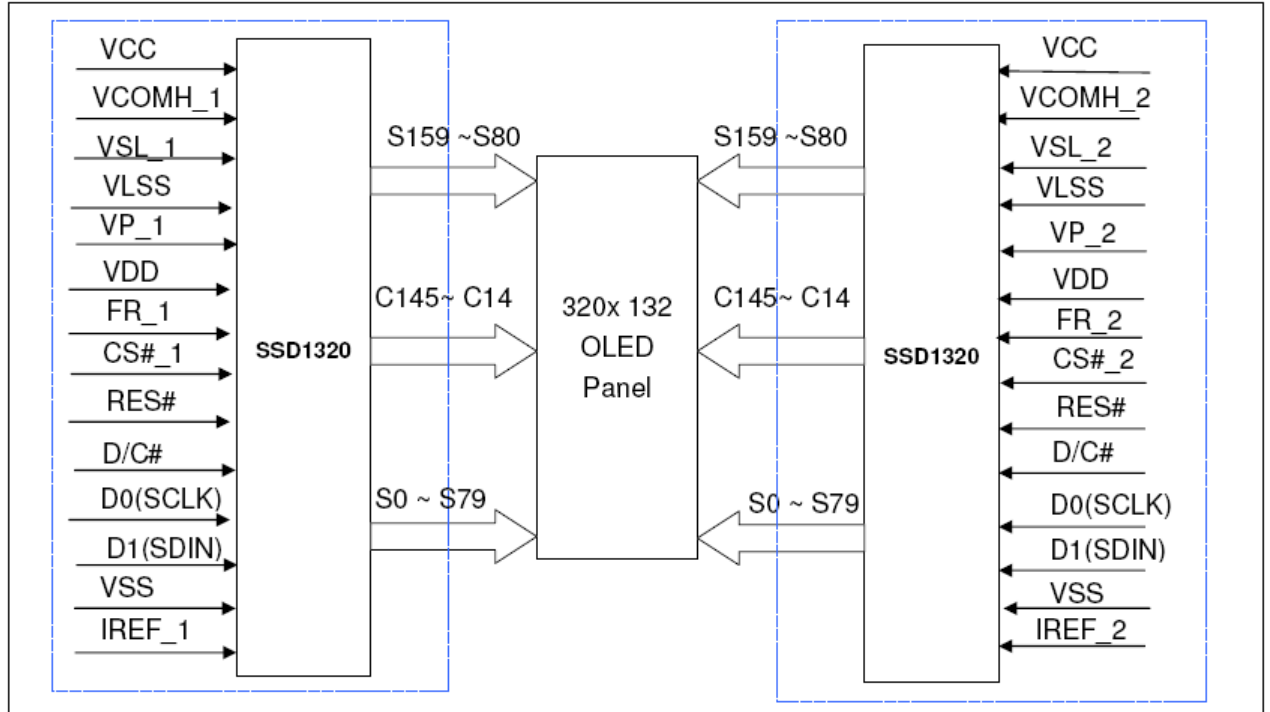 VCC
VCOMH_1
VSL_1
VLSS
VP_1
VDD
FR_1
CS#_1
RES#
D/C#
D0(SCLK)
D1(SDIN)
VSS
IREF_1
SSD1320
S159 ~S80
C145~ C14
S0 ~ S79
320x 132
OLED
Panel
S159 ~S80
C145~ C14
S0 ~ S79
SSD1320
VCC
VCOMH_2
VSL_2
VLSS
VP_2
VDD
FR_2
CS#_2
RES#
D/C#
D0(SCLK)
D1(SDIN)
VSS
IREF_2